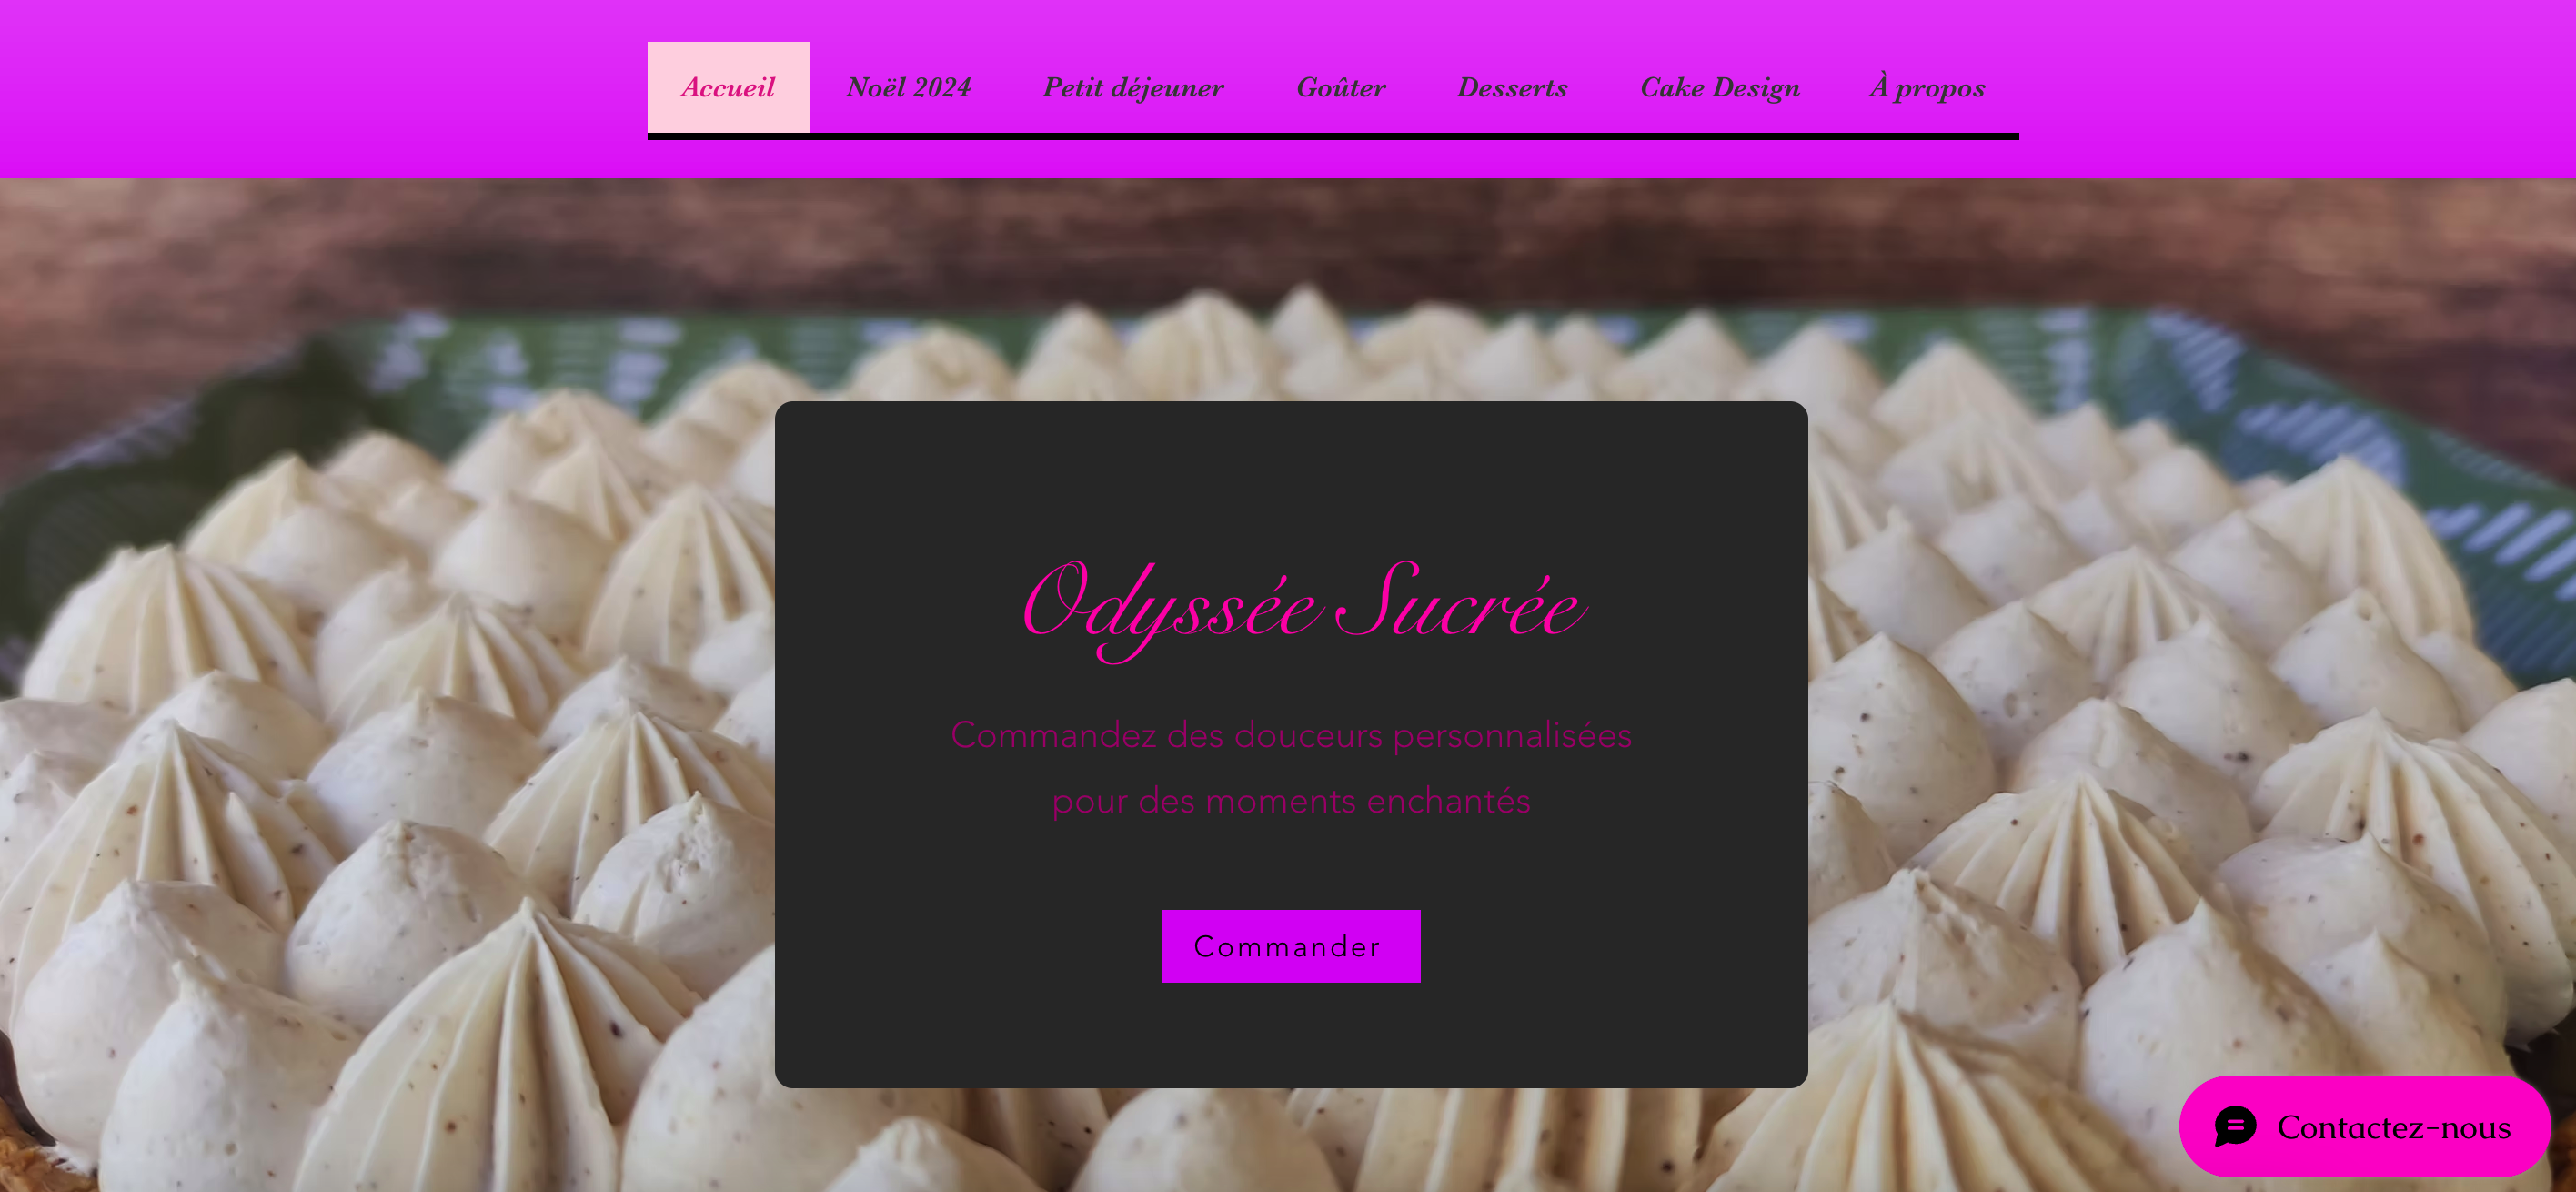 Accueil
Noël 2024
Petit déjeuner
Goûter
Desserts
Cake Design
À propos
Odyssée Sucrée
Commandez des douceurs personnalisées
pour des moments enchantés
Commander
Contactez-nous